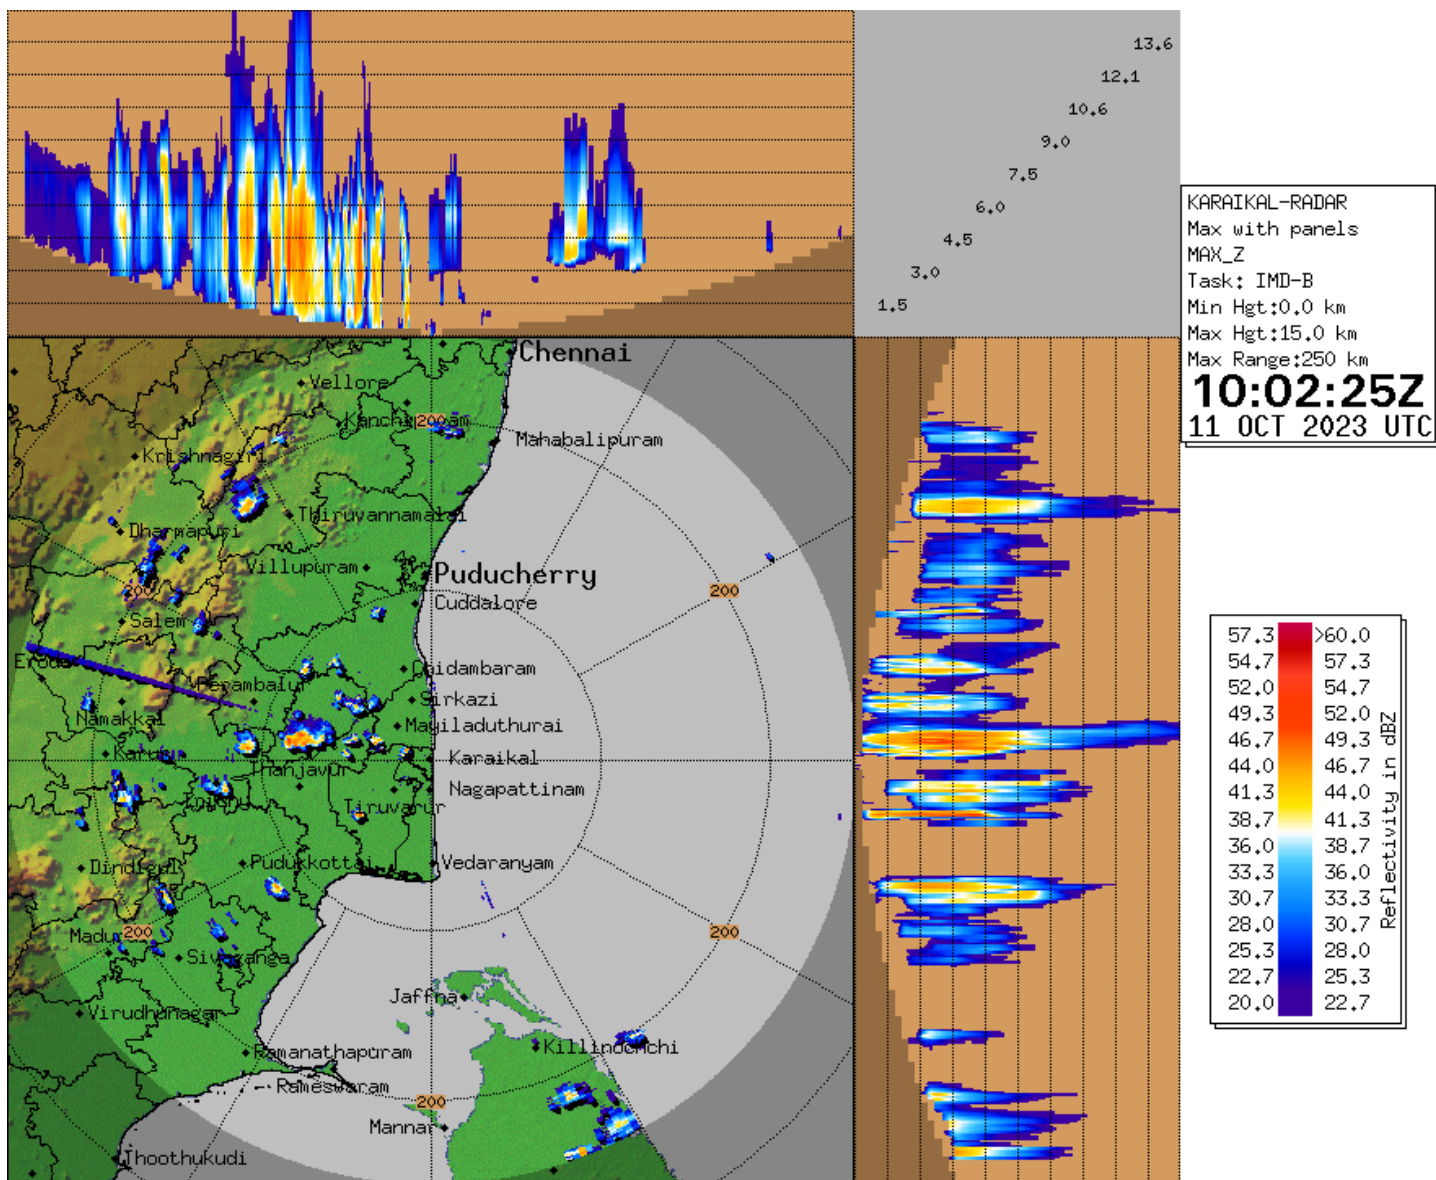 13.6
12.1
10.6
9.0
7.5
6.0
4.5
3.0
1.5
KARAIKAL-RADAR
Max with panels
MAX_Z
Task: IMD-B
Min Hgt:0.0 km
Max Hgt:15.0 km
Max Range:250 km
10:02:25Z
11 OCT 2023 UTC
Chennai
Vellore
200
Mahabalipuram
Krishnagiri
Thiruvannamalai
Dharmapuri
Villupuram
Puducherry
200
200
Cuddalore
Salem
Erode
Chidambaram
Perambalur
Sirkazi
Namakkal
Mayiladuthurai
Karur
Karaikal
Thanjavur
Nagapattinam
Tiruvarur
Dindigul
Pudukkottai
Vedaranyam
200
200
Sivaganga
Jaffna
Virudhunagar
Killinochchi
Ramanathapuram
Rameswaram
200
Mannar
Thoothukudi
57.3 >60.0
54.7 57.3
52.0 54.7
49.3 52.0
46.7 49.3
44.0 46.7
41.3 44.0
38.7 41.3
36.0 38.7
33.3 36.0
30.7 33.3
28.0 30.7
25.3 28.0
22.7 25.3
20.0 22.7
Reflectivity in dBZ